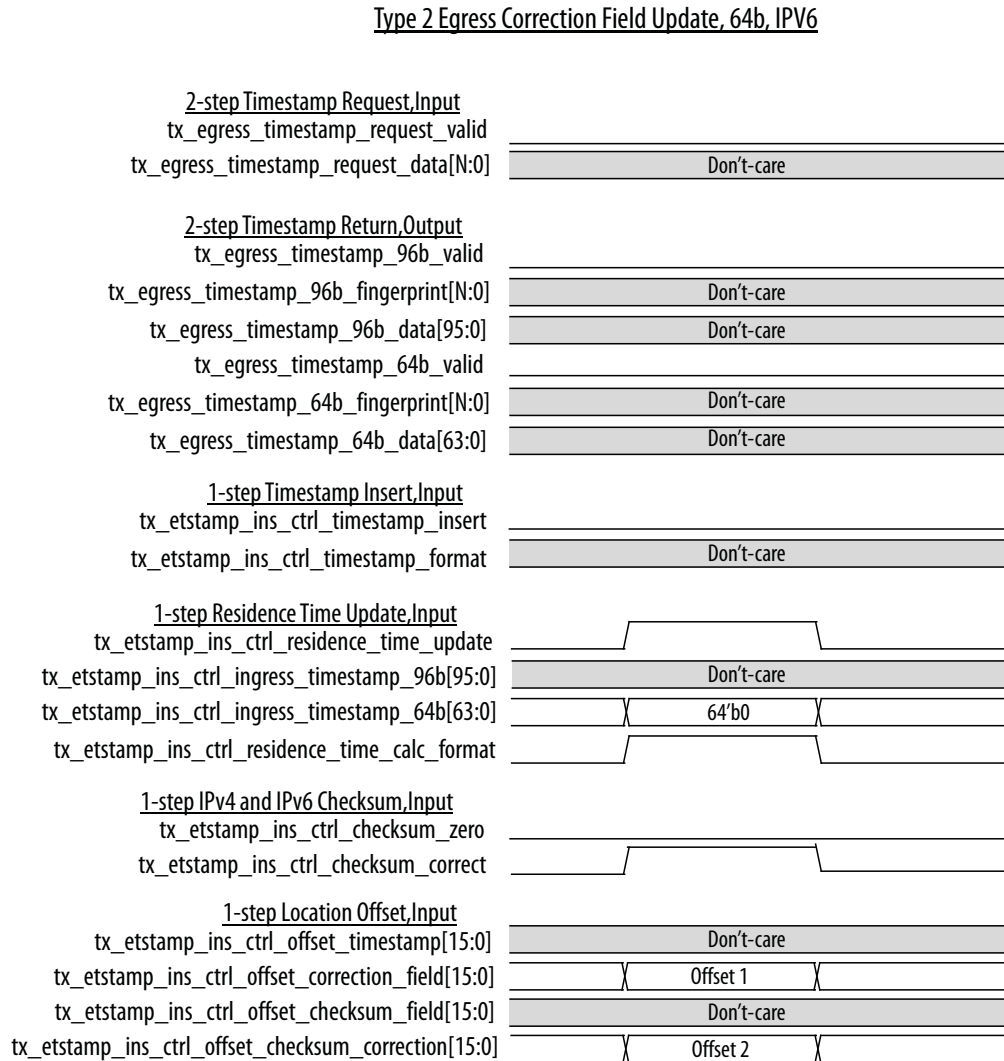 Type 2 Egress Correction Field Update, 64b, IPV6
2-step Timestamp Request,Input
tx_egress_timestamp_request_valid
tx_egress_timestamp_request_data[N:0] Don't-care
2-step Timestamp Return,Output
tx_egress_timestamp_96b_valid
tx_egress_timestamp_96b_fingerprint[N:0] Don't-care
tx_egress_timestamp_96b_data[95:0] Don't-care
tx_egress_timestamp_64b_valid
tx_egress_timestamp_64b_fingerprint[N:0] Don't-care
tx_egress_timestamp_64b_data[63:0] Don't-care
1-step Timestamp Insert,Input
tx_etstamp_ins_ctrl_timestamp_insert
tx_etstamp_ins_ctrl_timestamp_format Don't-care
1-step Residence Time Update,Input
tx_etstamp_ins_ctrl_residence_time_update
tx_etstamp_ins_ctrl_ingress_timestamp_96b[95:0] Don't-care
tx_etstamp_ins_ctrl_ingress_timestamp_64b[63:0] 64’b0
tx_etstamp_ins_ctrl_residence_time_calc_format
1-step IPv4 and IPv6 Checksum,Input
tx_etstamp_ins_ctrl_checksum_zero
tx_etstamp_ins_ctrl_checksum_correct
1-step Location Offset,Input
tx_etstamp_ins_ctrl_offset_timestamp[15:0] Don't-care
tx_etstamp_ins_ctrl_offset_correction_field[15:0] Offset 1
tx_etstamp_ins_ctrl_offset_checksum_field[15:0] Don't-care
tx_etstamp_ins_ctrl_offset_checksum_correction[15:0] Offset 2